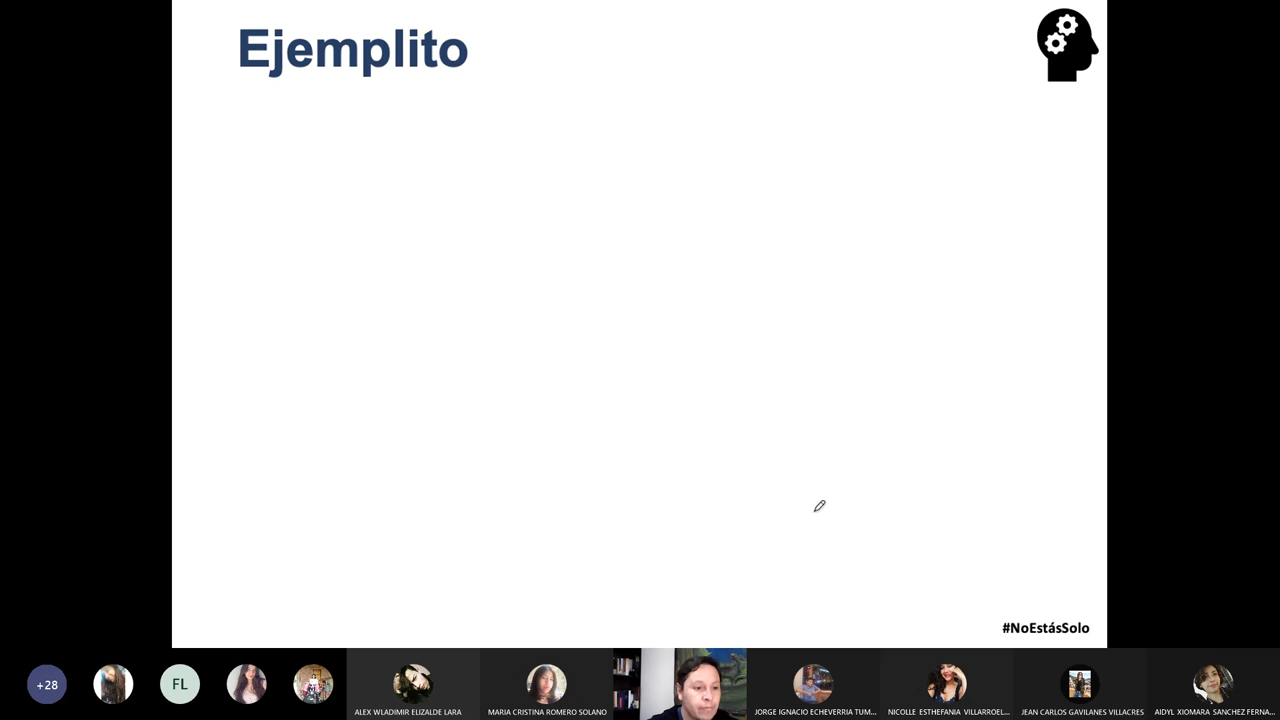 Ejemplito
#NoEstásSolo
+28
FL
ALEX WLADIMIR ELIZALDE LARA
MARIA CRISTINA ROMERO SOLANO
JORGE IGNACIO ECHEVERRIA TUM...
NICOLLE ESTHEFANIA VILLARROEL...
JEAN CARLOS GAVILANES VILLACRES
AIDYL XIOMARA SANCHEZ FERNA...